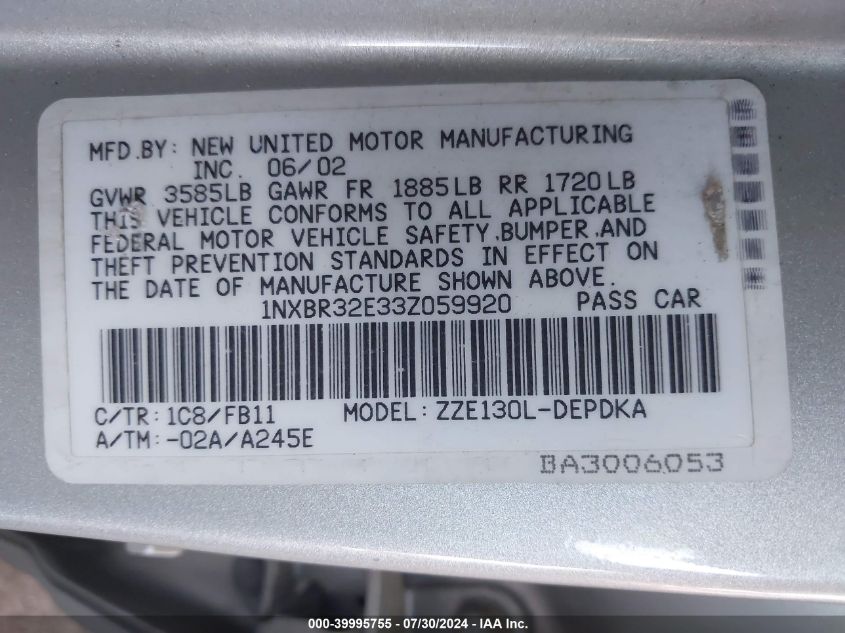 MFD.BY: NEW UNITED MOTOR MANUFACTURING
INC. 06/02
GVWR 3585LB GAWR FR 1885LB RR 1720LB
THIS VEHICLE CONFORMS TO ALL APPLICABLE
FEDERAL MOTOR VEHICLE SAFETY,BUMPER,AND
THEFT PREVENTION STANDARDS IN EFFECT ON
THE DATE OF MANUFACTURE SHOWN ABOVE.
1NXBR32E33Z059920 PASS CAR
C/TR:1C8/FB11 MODEL:ZZE130L-DEPDKA
A/TM:-02A/A245E
BA3006053
000-39995755 - 07/30/2024 - IAA Inc.